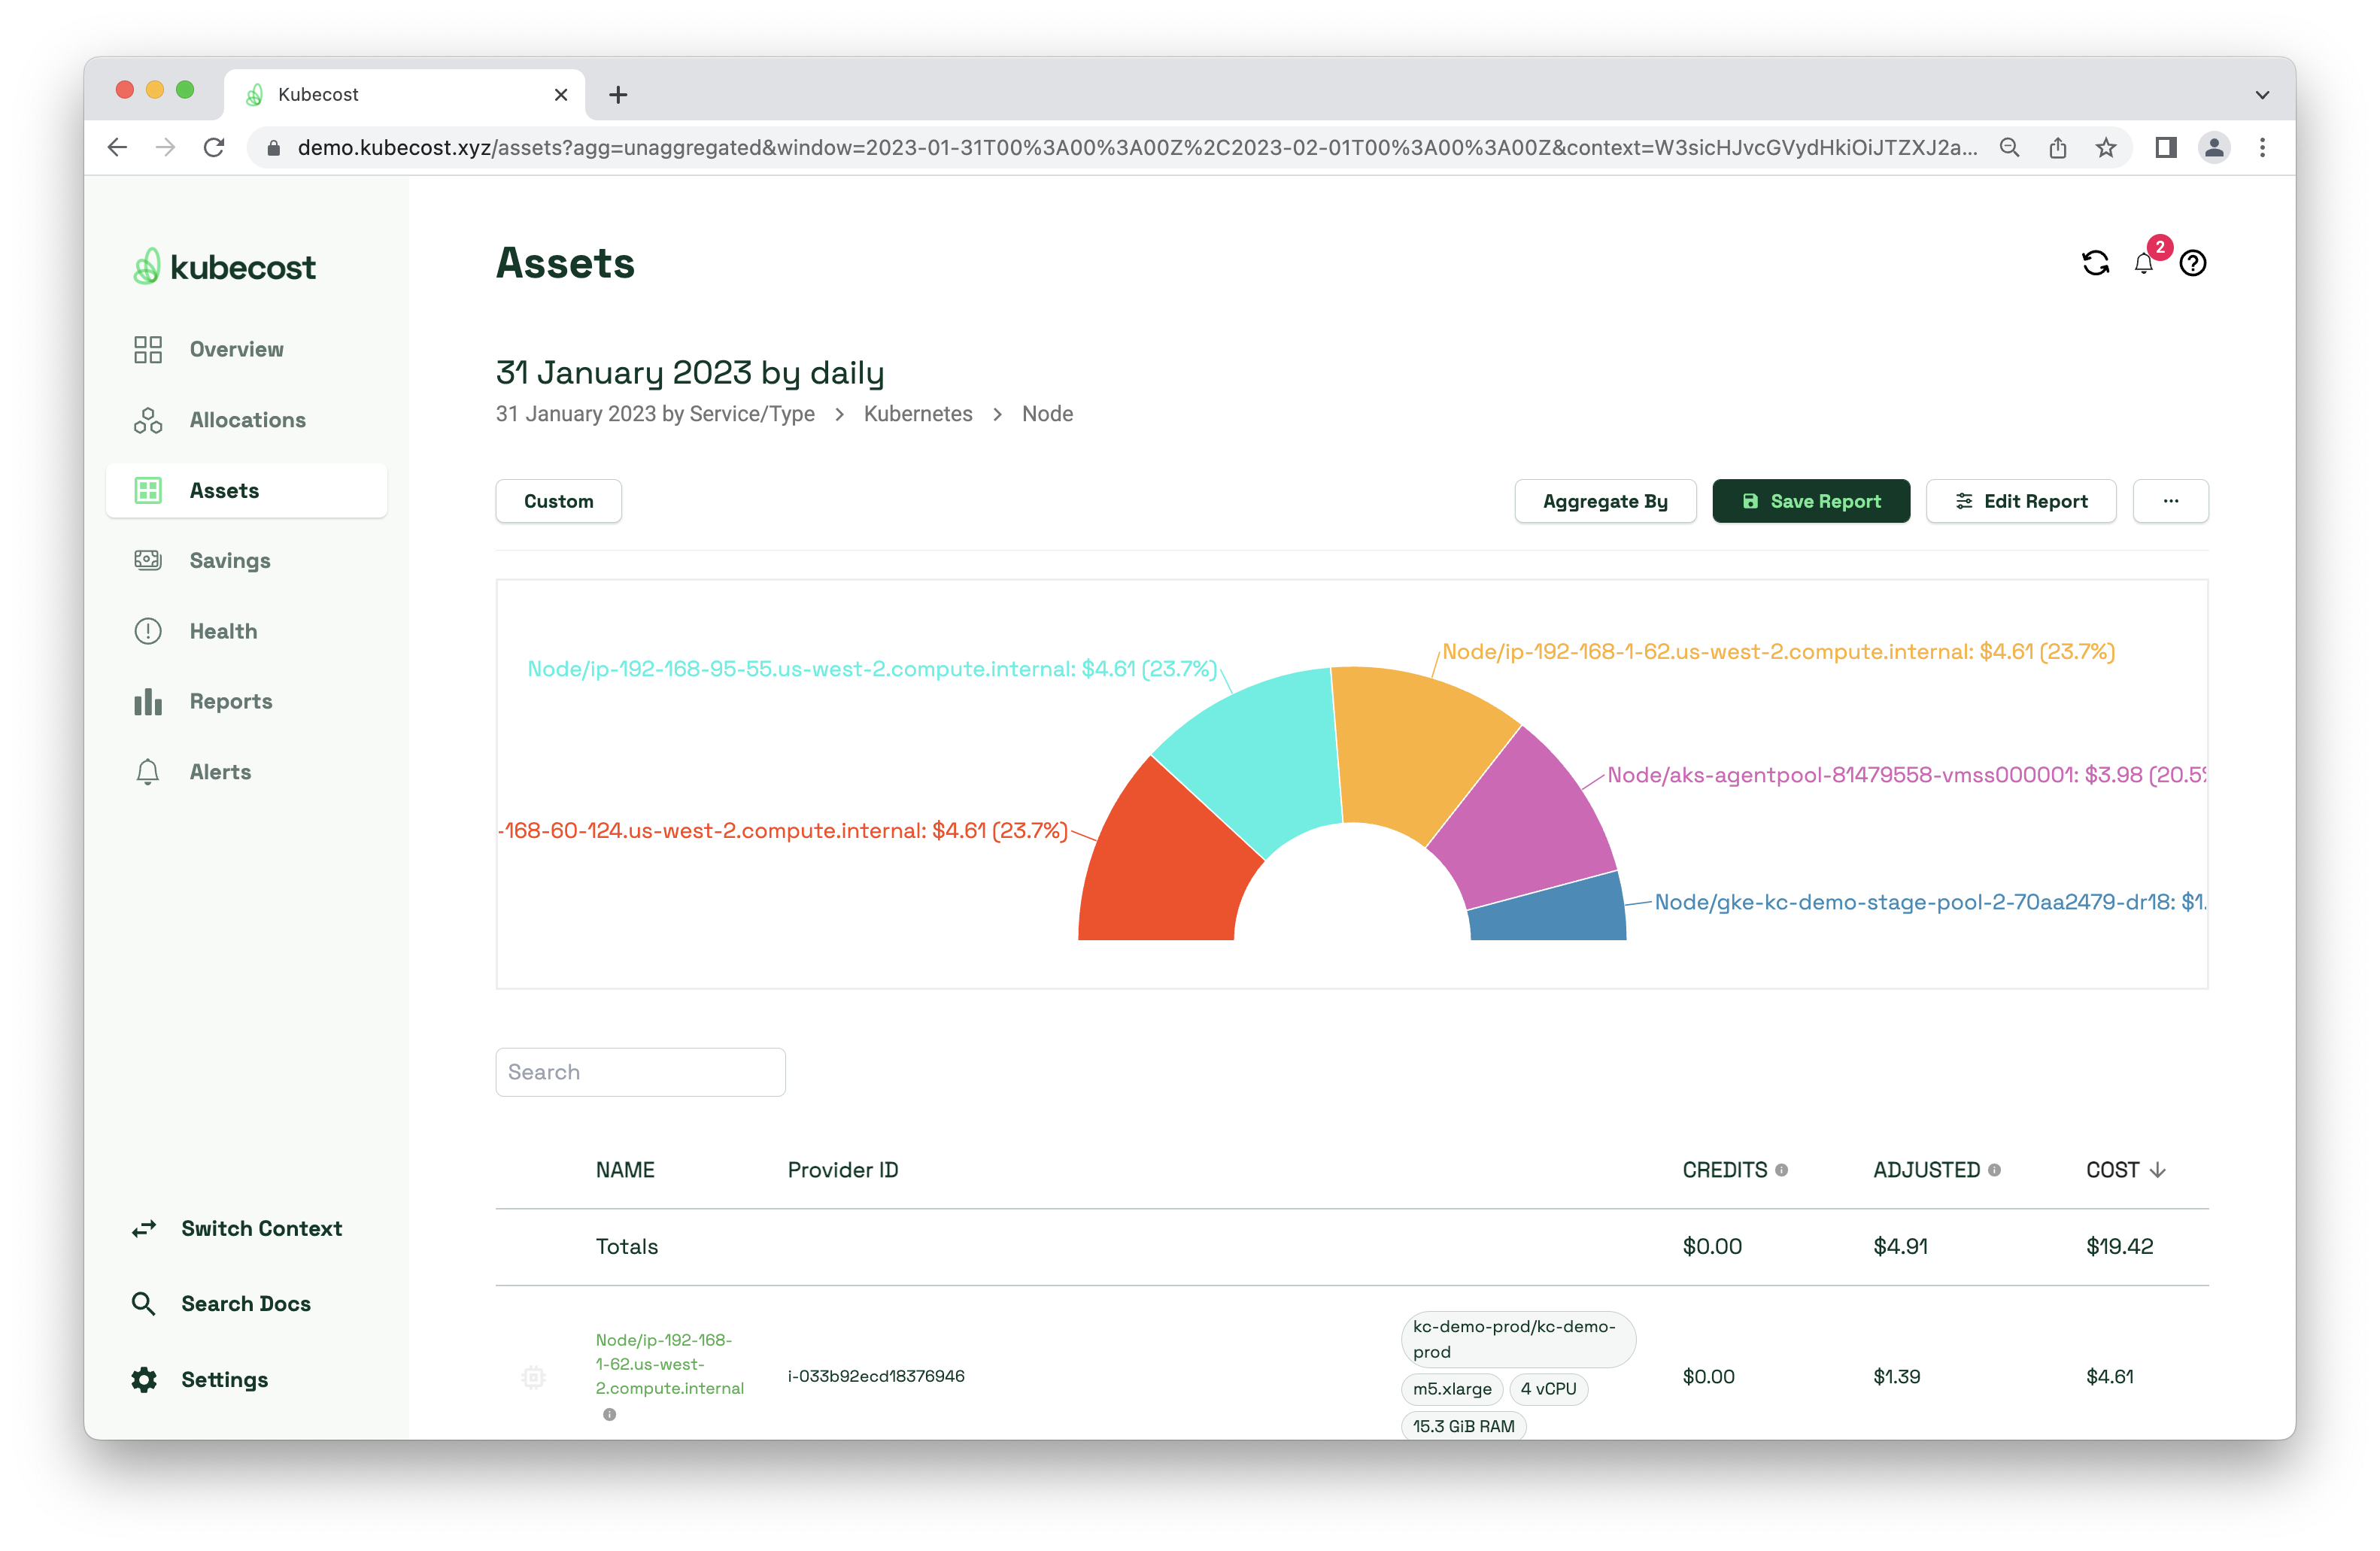 Kubecost
demo.kubecost.xyz/assets?agg=unaggregated&window=2023-01-31T00%3A00%3A00Z%2C2023-02-01T00%3A00%3A00Z&context=W3sicHJvcGVydHkiOiJTZXJ2a...
kubecost
Overview
Allocations
Assets
Savings
Health
Reports
Alerts
Switch Context
Search Docs
Settings
Assets
2
31 January 2023 by daily
31 January 2023 by Service/Type > Kubernetes > Node
Custom
Aggregate By
Save Report
Edit Report
...
Node/ip-192-168-95-55.us-west-2.compute.internal: $4.61 (23.7%)
Node/ip-192-168-1-62.us-west-2.compute.internal: $4.61 (23.7%)
Node/aks-agentpool-81479558-vmss000001: $3.98 (20.5%
-168-60-124.us-west-2.compute.internal: $4.61 (23.7%)
Node/gke-kc-demo-stage-pool-2-70aa2479-dr18: $1.
Search
NAME Provider ID CREDITS ADJUSTED COST
Totals $0.00 $4.91 $19.42
Node/ip-192-168-
1-62.us-west-
2.compute.internal
i-033b92ecd18376946
kc-demo-prod/kc-demo-
prod
m5.xlarge 4 vCPU
15.3 GiB RAM
$0.00 $1.39 $4.61